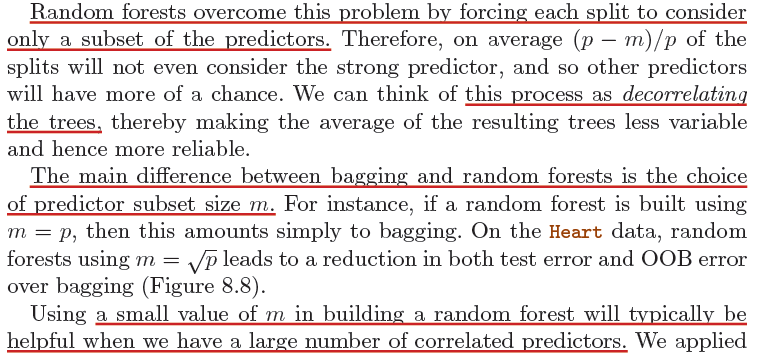 Random forests overcome this problem by forcing each split to consider
only a subset of the predictors. Therefore, on average (p − m)/p of the
splits will not even consider the strong predictor, and so other predictors
will have more of a chance. We can think of this process as decorrelating
the trees, thereby making the average of the resulting trees less variable
and hence more reliable.
The main difference between bagging and random forests is the choice
of predictor subset size m. For instance, if a random forest is built using
m = p, then this amounts simply to bagging. On the Heart data, random
forests using m = √p leads to a reduction in both test error and OOB error
over bagging (Figure 8.8).
Using a small value of m in building a random forest will typically be
helpful when we have a large number of correlated predictors. We applied